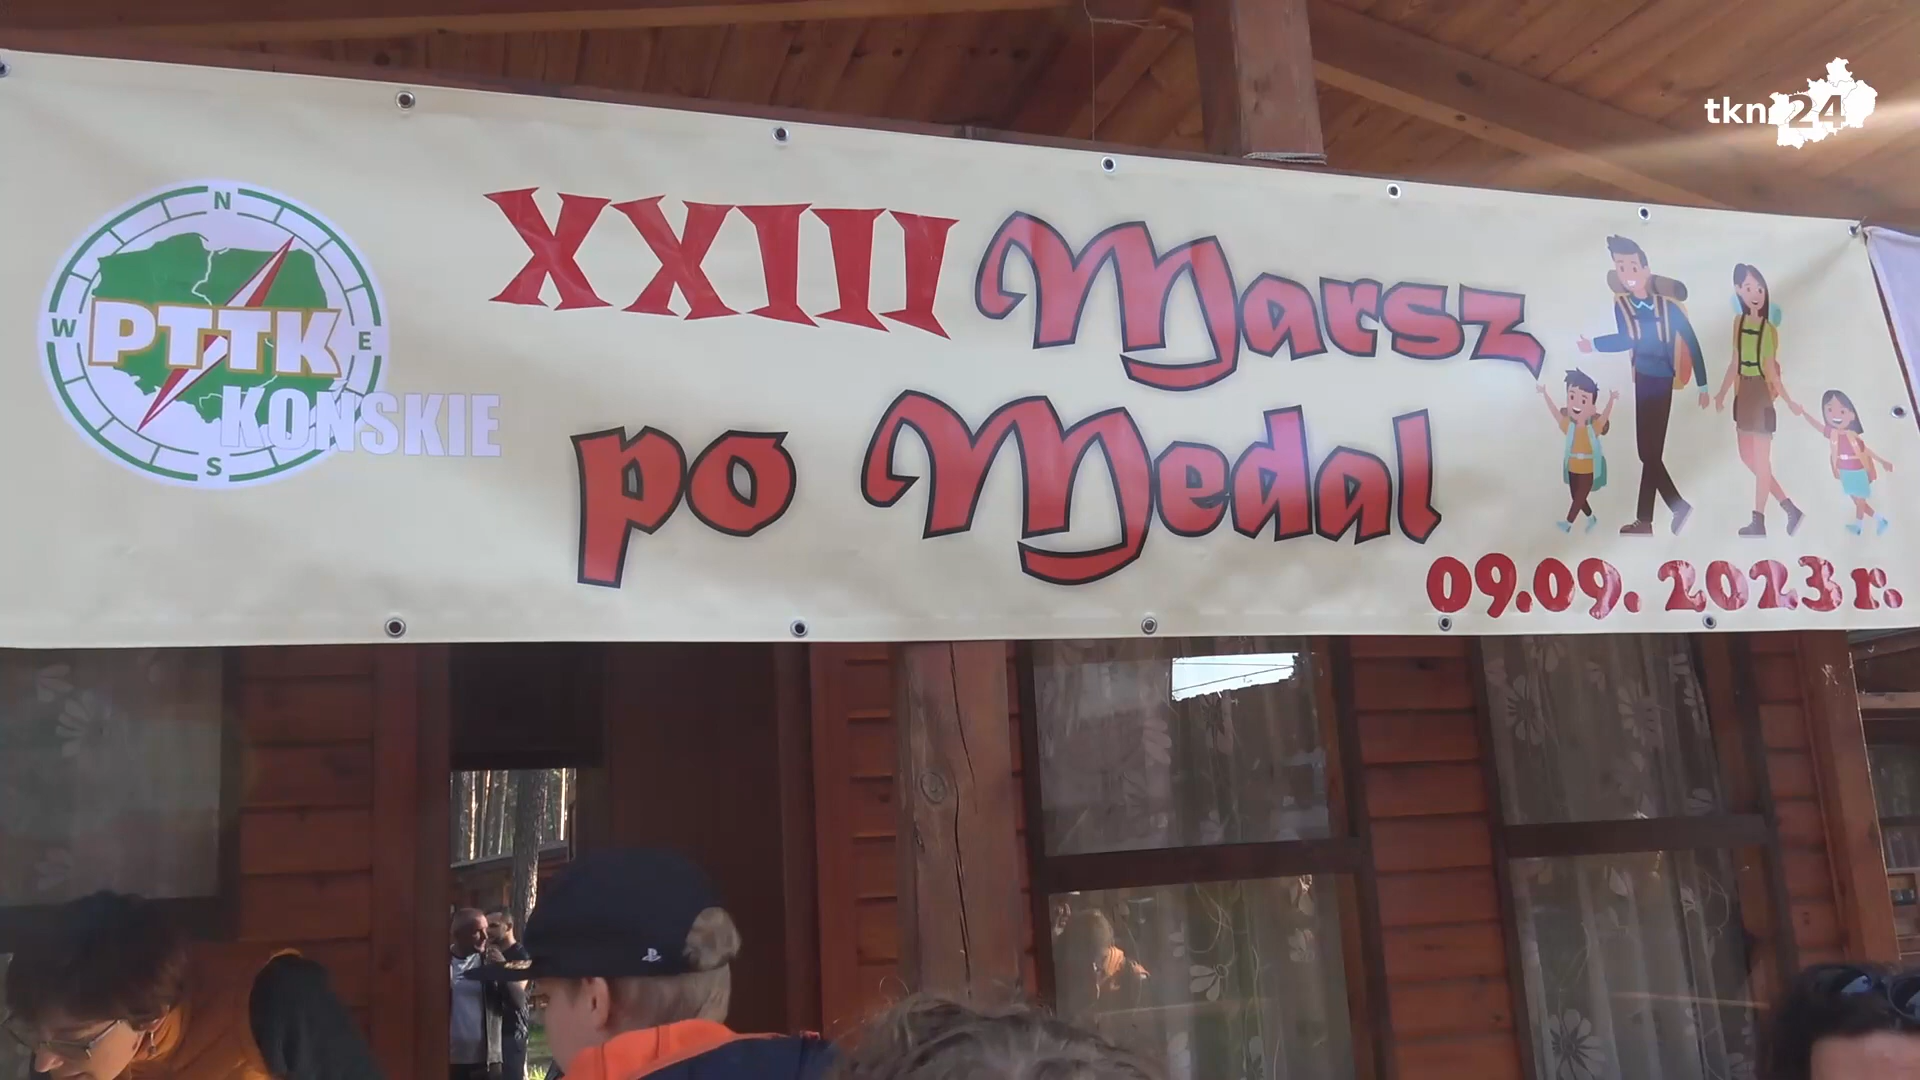 tkn24
N
W
E
S
PTTK
KOŃSKIE
XXIII Marsz
po Medal
09.09.2023 r.